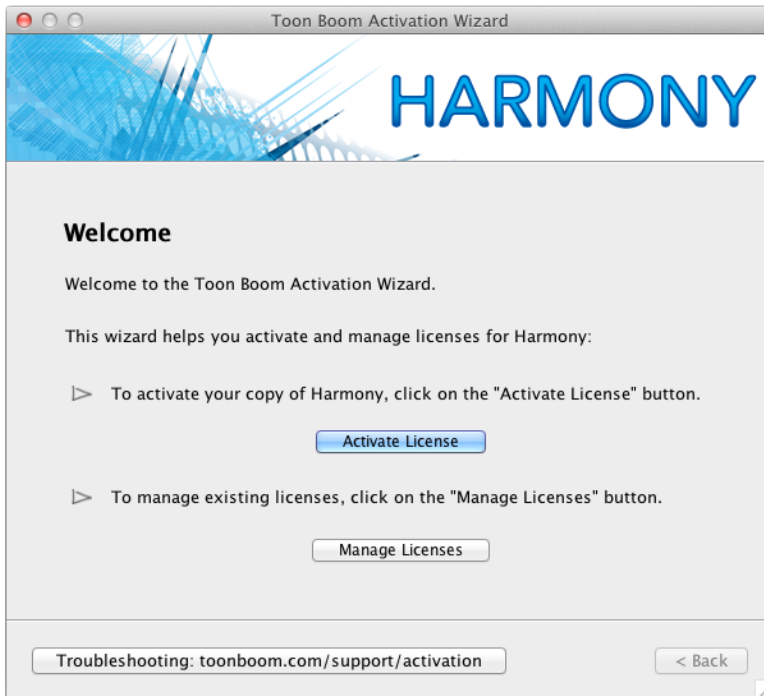 Toon Boom Activation Wizard
HARMONY
Welcome
Welcome to the Toon Boom Activation Wizard.
This wizard helps you activate and manage licenses for Harmony:
To activate your copy of Harmony, click on the "Activate License" button.
Activate License
To manage existing licenses, click on the "Manage Licenses" button.
Manage Licenses
Troubleshooting: toonboom.com/support/activation
< Back